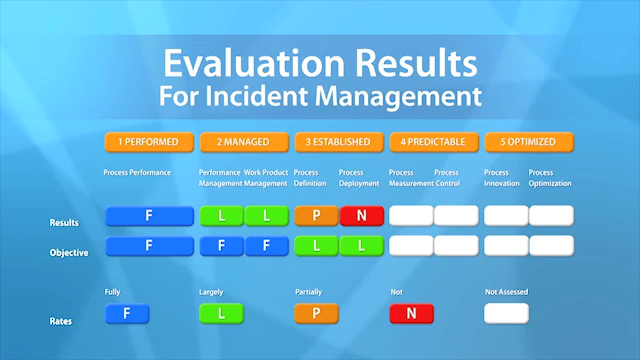 Evaluation Results
For Incident Management
1 PERFORMED 2 MANAGED 3 ESTABLISHED 4 PREDICTABLE 5 OPTIMIZED
Process Performance Performance Management Work Product Management Process Definition Process Deployment Process Measurement Process Control Process Innovation Process Optimization
Results F L L P N
Objective F F F L L
Fully Largely Partially Not Not Assessed
Rates F L P N